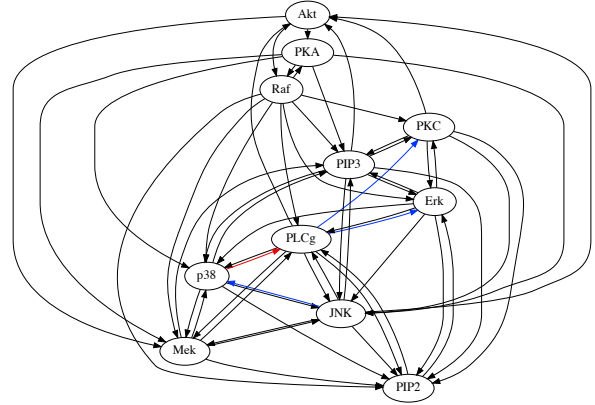 Akt
PKA
Raf
PKC
PIP3
Erk
PLCg
p38
JNK
Mek
PIP2